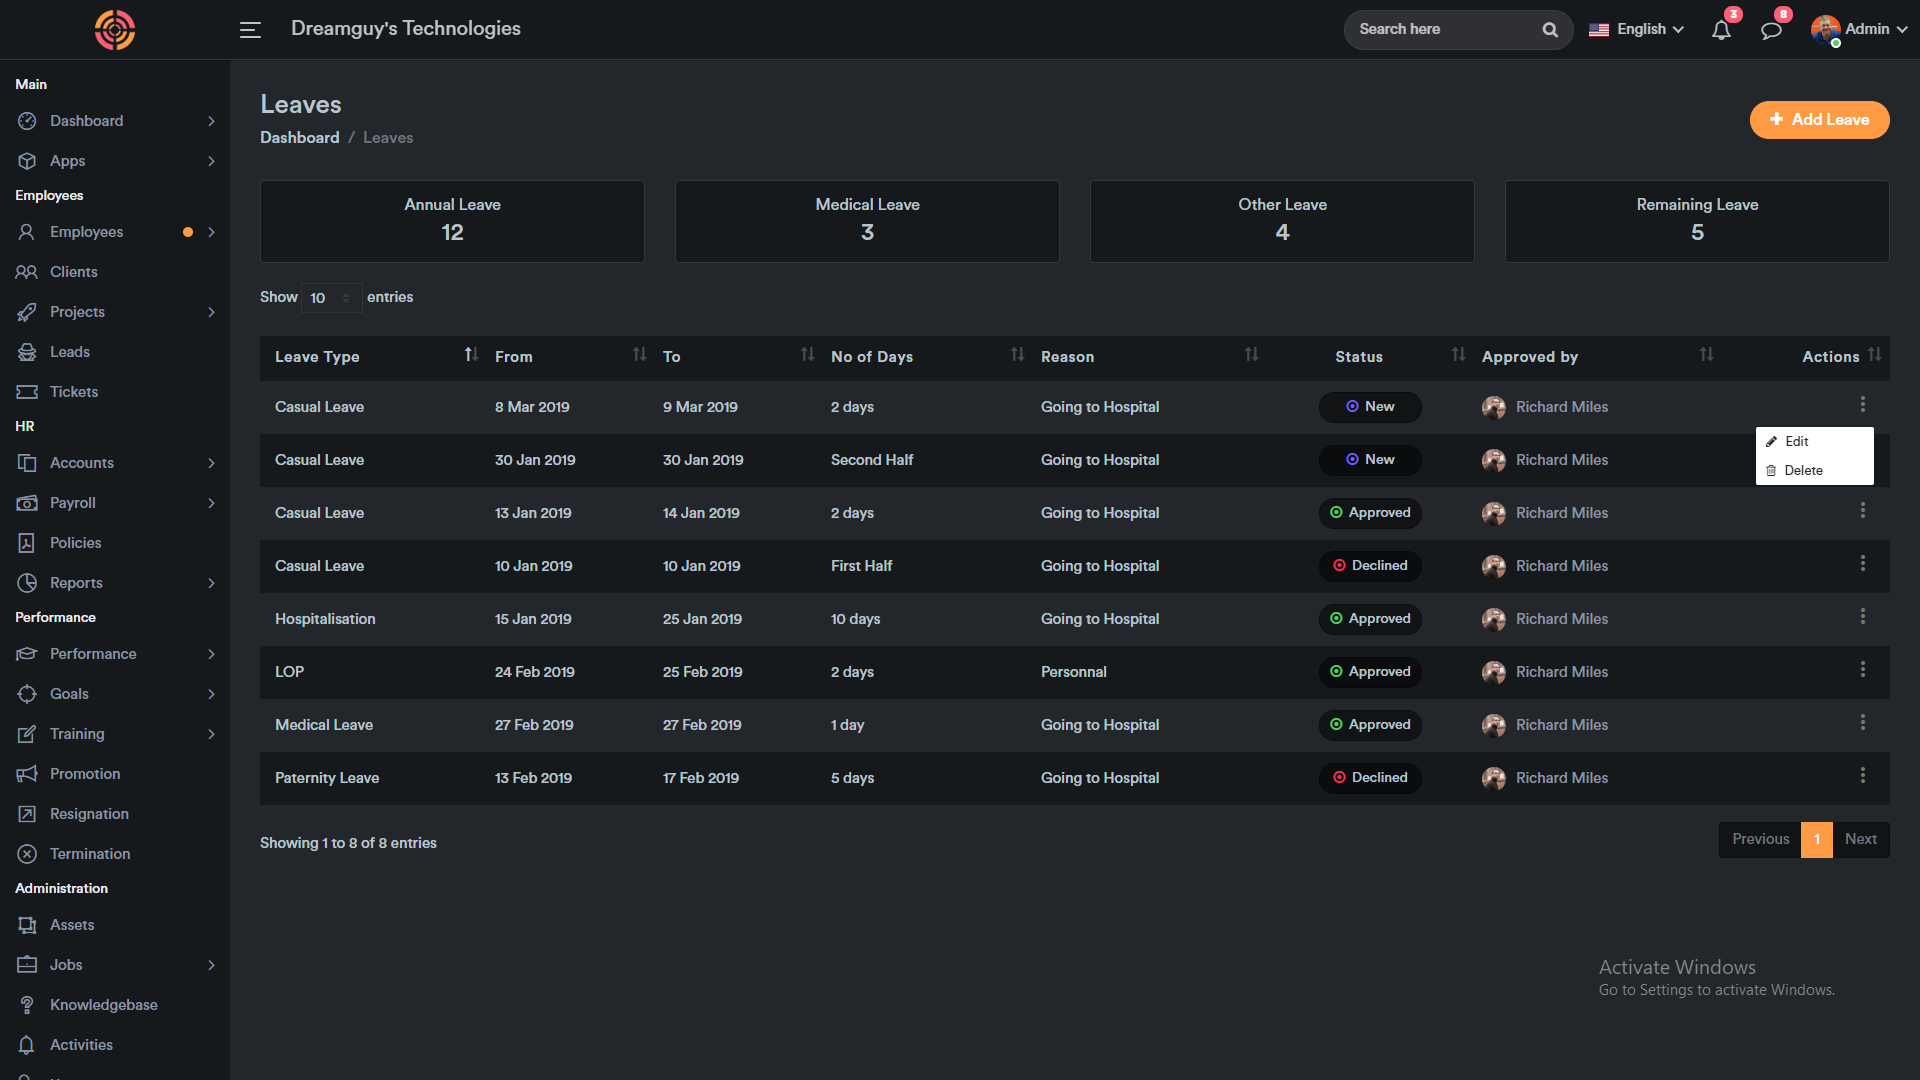 Dreamguy's Technologies
Search here
English
3
8
Admin
Main
Dashboard
Apps
Employees
Employees
Clients
Projects
Leads
Tickets
HR
Accounts
Payroll
Policies
Reports
Performance
Performance
Goals
Training
Promotion
Resignation
Termination
Administration
Assets
Jobs
Knowledgebase
Activities
Leaves
Dashboard / Leaves
+ Add Leave
Annual Leave
12
Medical Leave
3
Other Leave
4
Remaining Leave
5
Show 10 entries
Leave Type From To No of Days Reason Status Approved by Actions
Casual Leave 8 Mar 2019 9 Mar 2019 2 days Going to Hospital New Richard Miles
Edit
Delete
Casual Leave 30 Jan 2019 30 Jan 2019 Second Half Going to Hospital New Richard Miles
Casual Leave 13 Jan 2019 14 Jan 2019 2 days Going to Hospital Approved Richard Miles
Casual Leave 10 Jan 2019 10 Jan 2019 First Half Going to Hospital Declined Richard Miles
Hospitalisation 15 Jan 2019 25 Jan 2019 10 days Going to Hospital Approved Richard Miles
LOP 24 Feb 2019 25 Feb 2019 2 days Personnal Approved Richard Miles
Medical Leave 27 Feb 2019 27 Feb 2019 1 day Going to Hospital Approved Richard Miles
Paternity Leave 13 Feb 2019 17 Feb 2019 5 days Going to Hospital Declined Richard Miles
Showing 1 to 8 of 8 entries
Previous 1 Next
Activate Windows
Go to Settings to activate Windows.